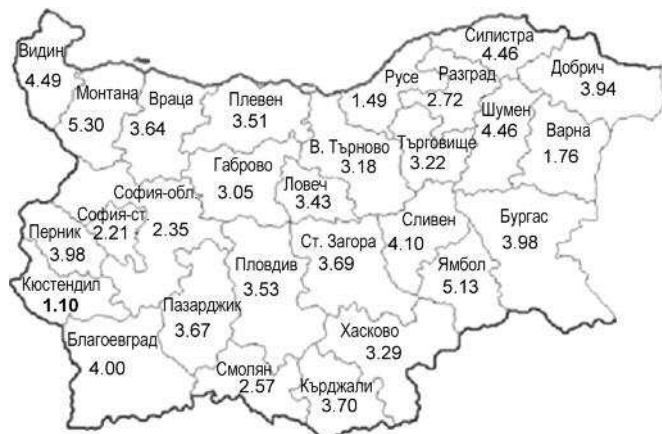 Силистра
4.46
Видин
4.49
Добрич
3.94
Русе
1.49
Разград
2.72
Монтана
5.30
Враца
3.64
Плевен
3.51
Шумен
4.46
Варна
1.76
В. Търново
3.18
Търговище
3.22
Габрово
3.05
Ловеч
3.43
София-обл.
2.35
София-ст.
2.21
Перник
3.98
Сливен
4.10
Бургас
3.98
Ст. Загора
3.69
Ямбол
5.13
Пловдив
3.53
Кюстендил
1.10
Пазарджик
3.67
Хасково
3.29
Благоевград
4.00
Смолян
2.57
Кърджали
3.70